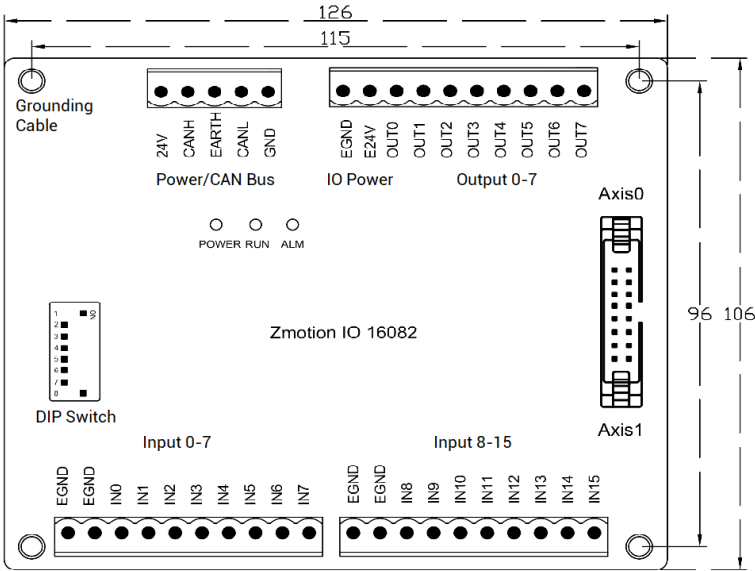 126
115
Grounding
Cable
24V
CANH
EARTH
CANL
GND
EGND
E24V
OUT0
OUT1
OUT2
OUT3
OUT4
OUT5
OUT6
OUT7
Power/CAN Bus
IO Power
Output 0-7
Axis0
POWER RUN ALM
1
2
3
4
5
6
7
8
ON
DIP Switch
Zmotion IO 16082
96
106
Axis1
Input 0-7
Input 8-15
EGND
EGND
IN0
IN1
IN2
IN3
IN4
IN5
IN6
IN7
EGND
EGND
IN8
IN9
IN10
IN11
IN12
IN13
IN14
IN15